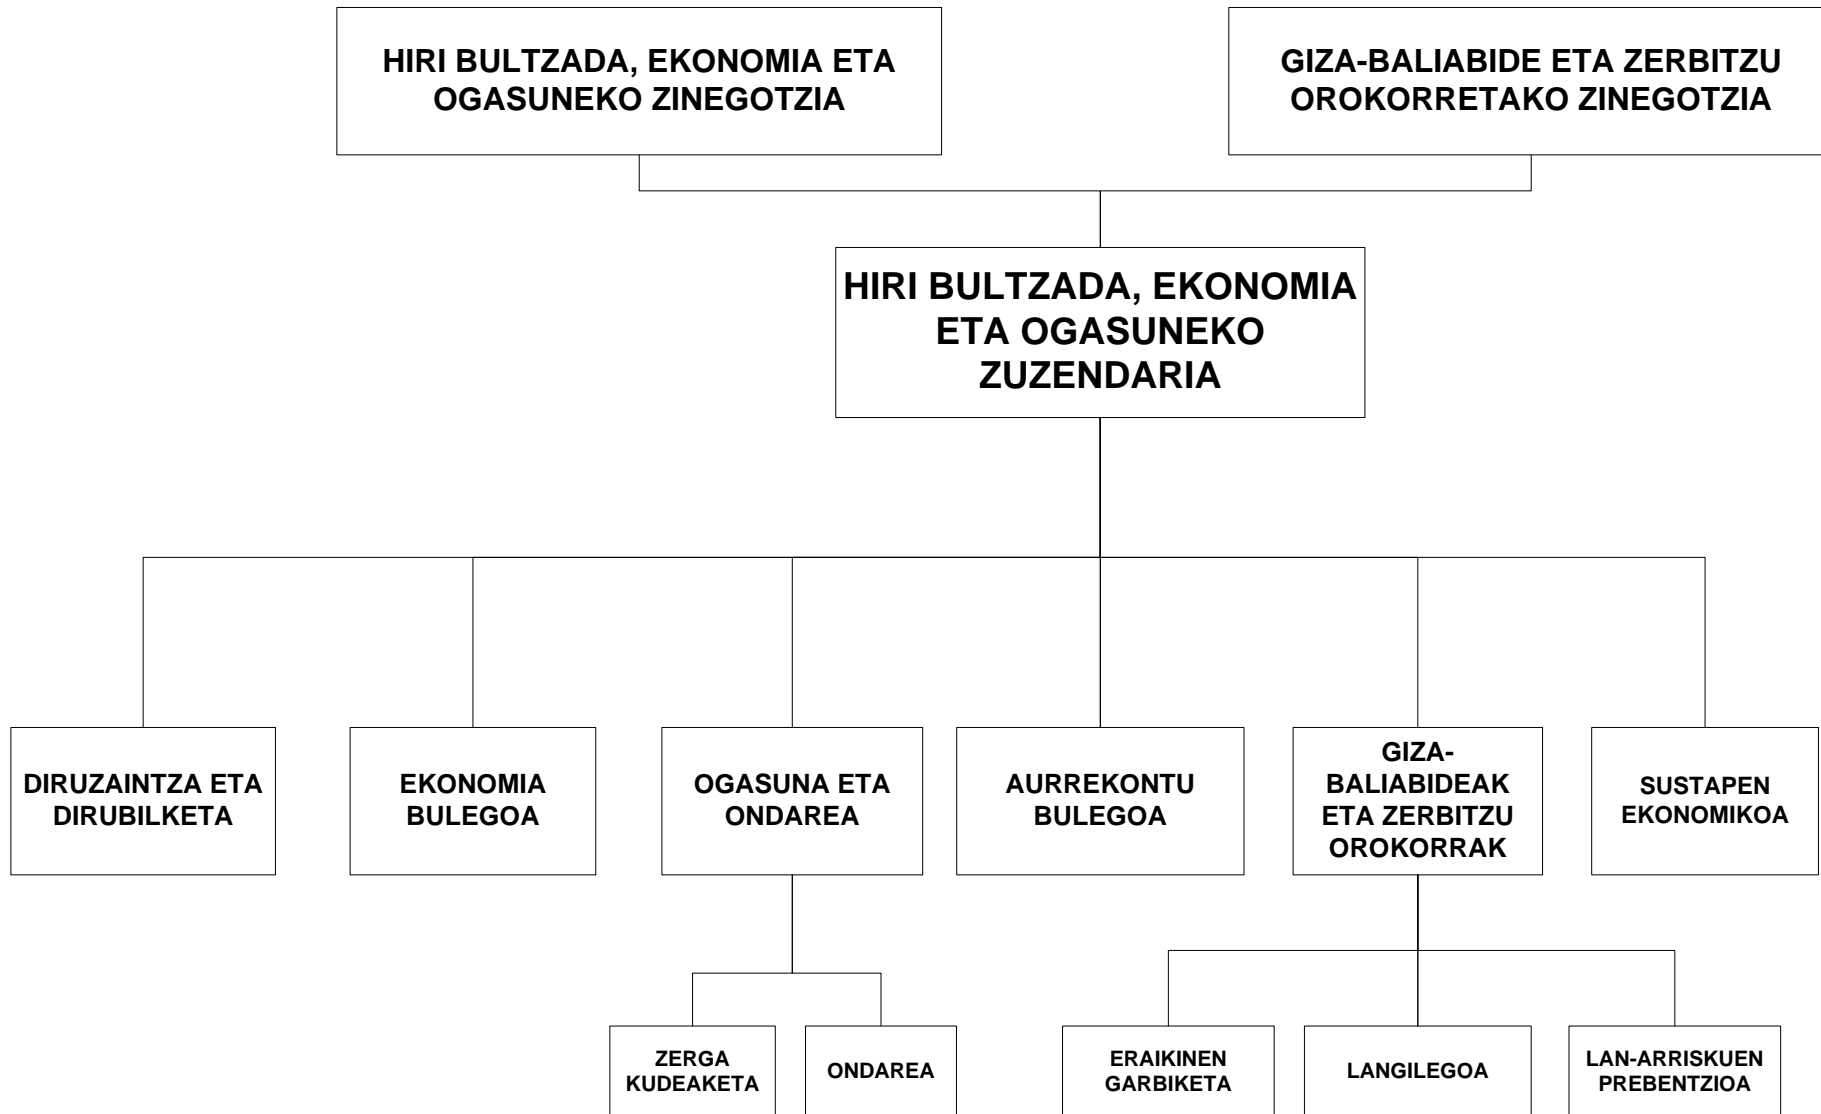 HIRI BULTZADA, EKONOMIA ETA
OGASUNEKO ZINEGOTZIA
GIZA-BALIABIDE ETA ZERBITZU
OROKORRETAKO ZINEGOTZIA
HIRI BULTZADA, EKONOMIA
ETA OGASUNEKO
ZUZENDARIA
DIRUZAINTZA ETA
DIRUBILKETA
EKONOMIA
BULEGOA
OGASUNA ETA
ONDAREA
AURREKONTU
BULEGOA
GIZA-
BALIABIDEAK
ETA ZERBITZU
OROKORRAK
SUSTAPEN
EKONOMIKOA
ZERGA
KUDEAKETA
ONDAREA
ERAIKINEN
GARBIKETA
LANGILEGOA
LAN-ARRISKUEN
PREBENTZIOA